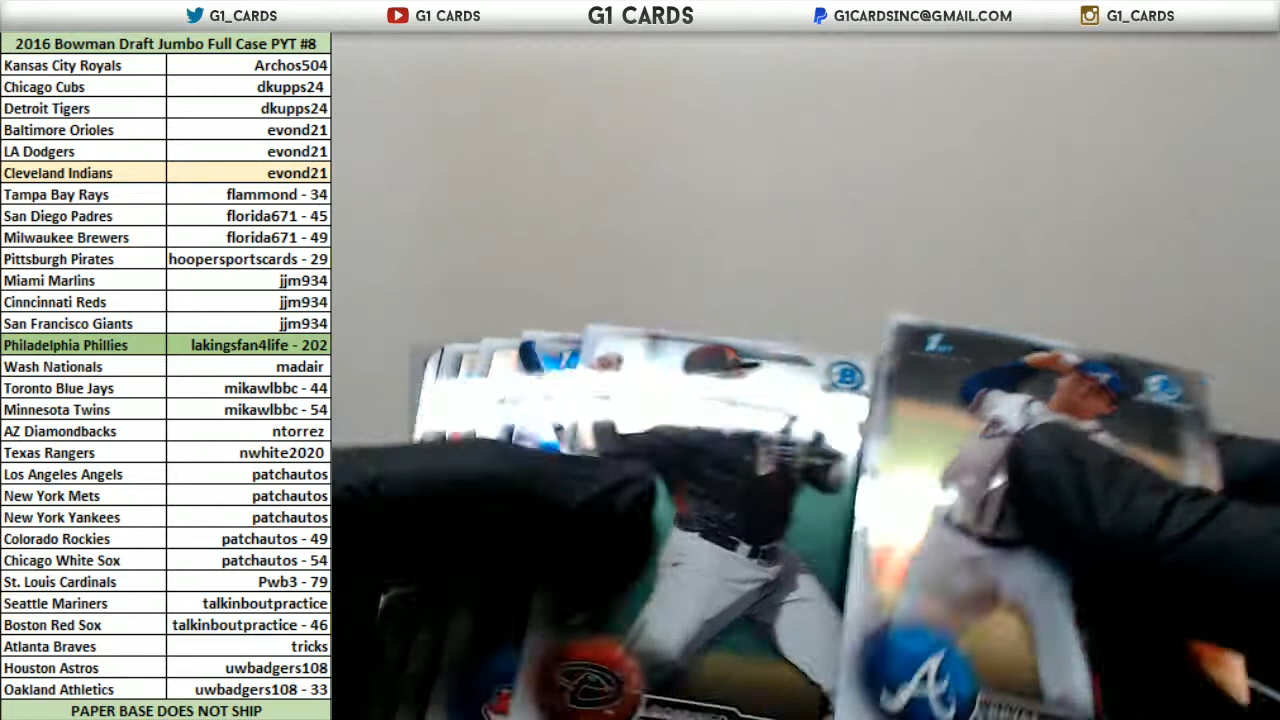 G1_CARDS
G1 CARDS
G1 CARDS
G1CARDSINC@GMAIL.COM
G1_CARDS
2016 Bowman Draft Jumbo Full Case PYT #8
Kansas City Royals Archos504
Chicago Cubs dkupps24
Detroit Tigers dkupps24
Baltimore Orioles evond21
LA Dodgers evond21
Cleveland Indians evond21
Tampa Bay Rays flammond - 34
San Diego Padres florida671 - 45
Milwaukee Brewers florida671 - 49
Pittsburgh Pirates hoopersportscards - 29
Miami Marlins jjm934
Cinncinnati Reds jjm934
San Francisco Giants jjm934
Philadelphia Phillies lakingsfan4life - 202
Wash Nationals madair
Toronto Blue Jays mikawlbbc - 44
Minnesota Twins mikawlbbc - 54
AZ Diamondbacks ntorrez
Texas Rangers nwhite2020
Los Angeles Angels patchautos
New York Mets patchautos
New York Yankees patchautos
Colorado Rockies patchautos - 49
Chicago White Sox patchautos - 54
St. Louis Cardinals Pwb3 - 79
Seattle Mariners talkinboutpractice
Boston Red Sox talkinboutpractice - 46
Atlanta Braves tricks
Houston Astros uwbadgers108
Oakland Athletics uwbadgers108 - 33
PAPER BASE DOES NOT SHIP
1ST
B
A